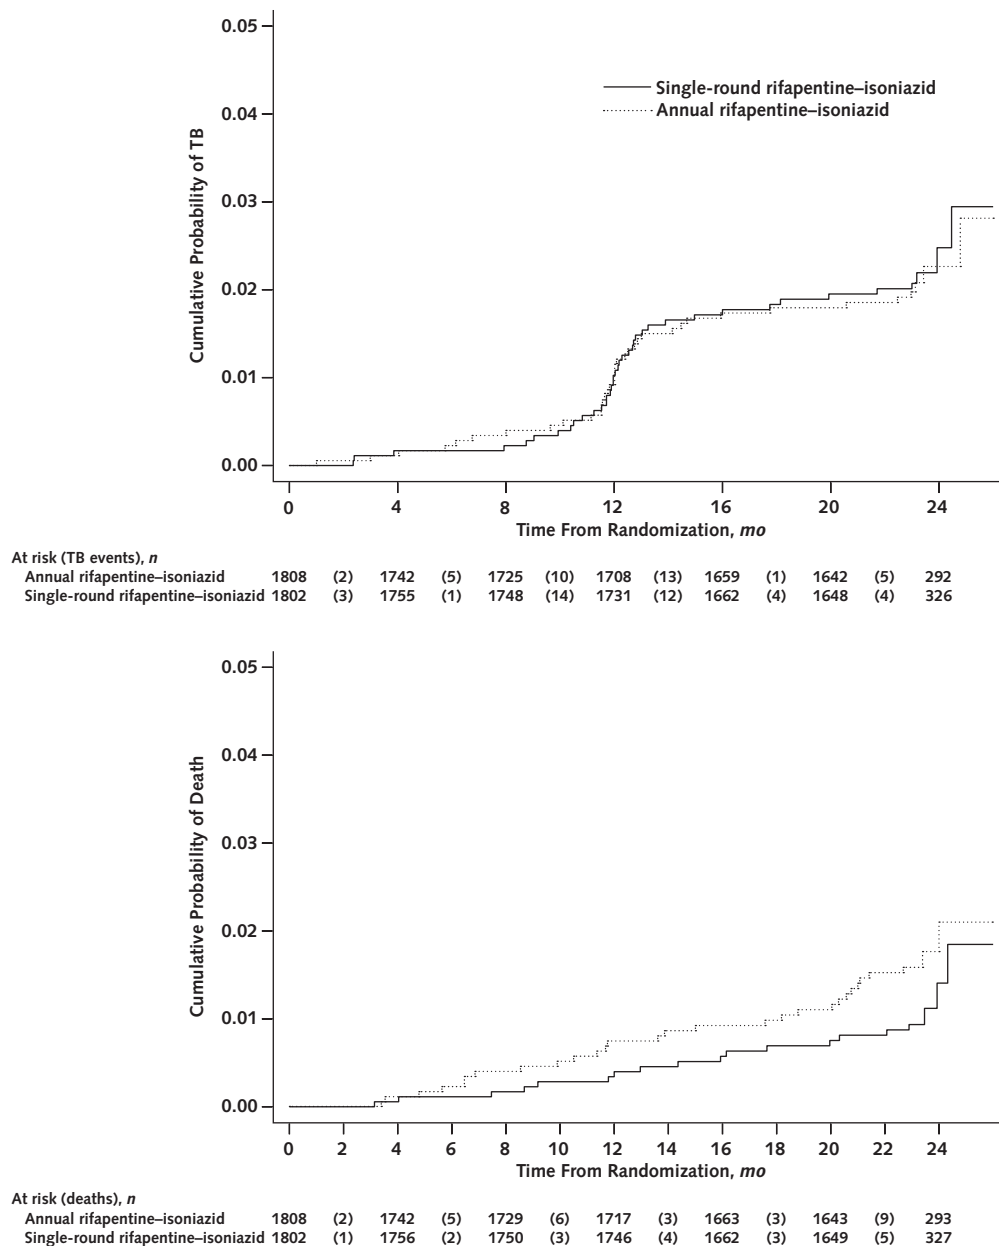 0.05
0.04
0.03
0.02
0.01
0.00
Cumulative Probability of TB
Single-round rifapentine–isoniazid
Annual rifapentine–isoniazid
0 4 8 12 16 20 24
Time From Randomization, mo
At risk (TB events), n
Annual rifapentine–isoniazid 1808 (2) 1742 (5) 1725 (10) 1708 (13) 1659 (1) 1642 (5) 292
Single-round rifapentine–isoniazid 1802 (3) 1755 (1) 1748 (14) 1731 (12) 1662 (4) 1648 (4) 326
0.05
0.04
0.03
0.02
0.01
0.00
Cumulative Probability of Death
0 2 4 6 8 10 12 14 16 18 20 22 24
Time From Randomization, mo
At risk (deaths), n
Annual rifapentine–isoniazid 1808 (2) 1742 (5) 1729 (6) 1717 (3) 1663 (3) 1643 (9) 293
Single-round rifapentine–isoniazid 1802 (1) 1756 (2) 1750 (3) 1746 (4) 1662 (3) 1649 (5) 327